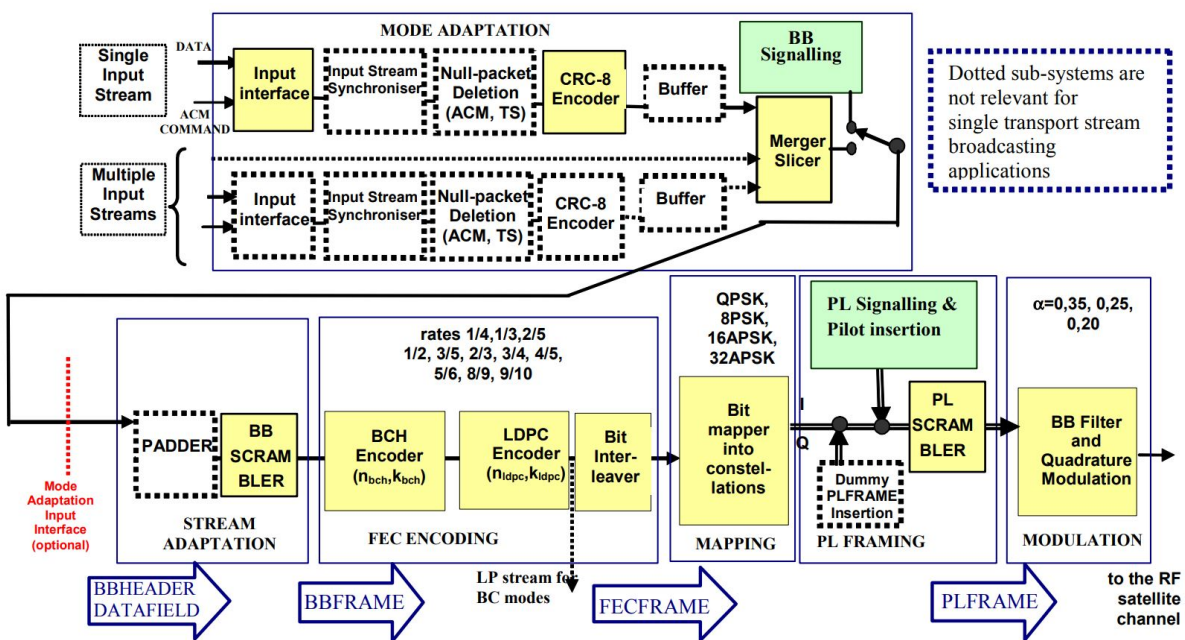 MODE ADAPTATION
Single
Input
Stream
DATA
ACM
COMMAND
Input
interface
Input Stream
Synchroniser
Null-packet
Deletion
(ACM, TS)
CRC-8
Encoder
Buffer
BB
Signalling
Merger
Slicer
Dotted sub-systems are
not relevant for
single transport stream
broadcasting
applications
Multiple
Input
Streams
Input
interface
Input Stream
Synchroniser
Null-packet
Deletion
(ACM, TS)
CRC-8
Encoder
Buffer
Mode
Adaptation
Input
Interface
(optional)
PADDER
BB
SCRAM
BLER
STREAM
ADAPTATION
rates 1/4,1/3,2/5
1/2, 3/5, 2/3, 3/4, 4/5,
5/6, 8/9, 9/10
BCH
Encoder
(nbch,kbch)
LDPC
Encoder
(nldpc,kldpc)
Bit
Inter-
leaver
FEC ENCODING
LP stream for
BC modes
QPSK,
8PSK,
16APSK,
32APSK
Bit
mapper
into
constel-
lations
MAPPING
I
Q
PL Signalling &
Pilot insertion
PL
SCRAM
BLER
Dummy
PLFRAME
Insertion
PL FRAMING
α=0,35, 0,25,
0,20
BB Filter
and
Quadrature
Modulation
MODULATION
BBHEADER
DATAFIELD
BBFRAME
FECFRAME
PLFRAME
to the RF
satellite
channel